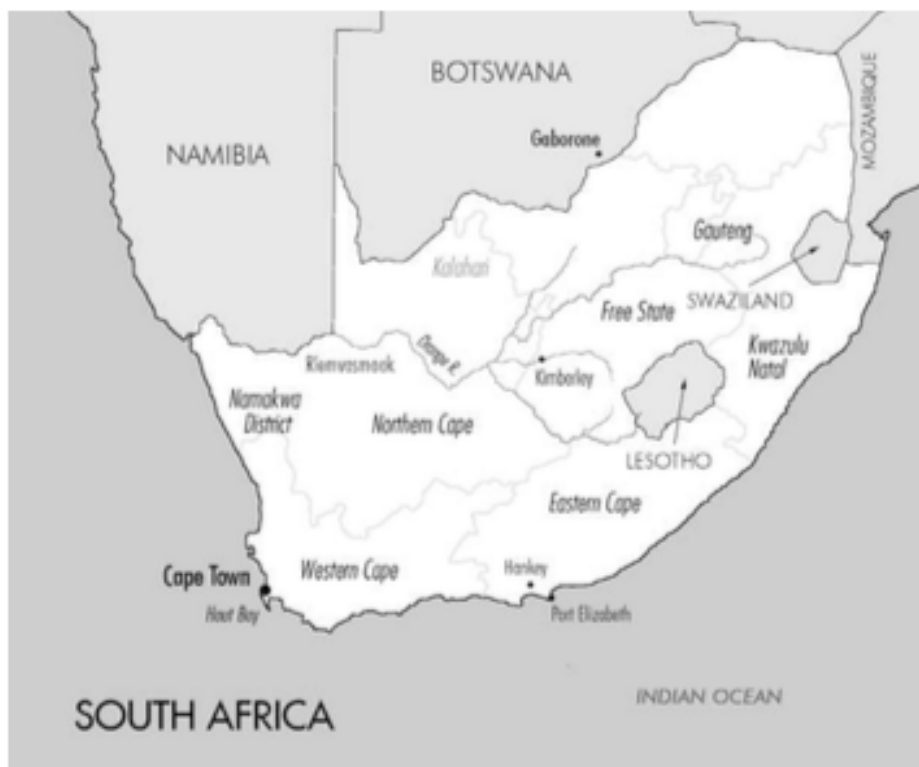 BOTSWANA
MOZAMBIQUE
NAMIBIA
Gaborone
Gauteng
Kalahari
SWAZILAND
Free State
Orange R.
Kwazulu
Natal
Riemvasmaak
Kimberley
Namakwa
District
Northern Cape
LESOTHO
Eastern Cape
Western Cape
Hankey
Cape Town
Hout Bay
Port Elizabeth
INDIAN OCEAN
SOUTH AFRICA